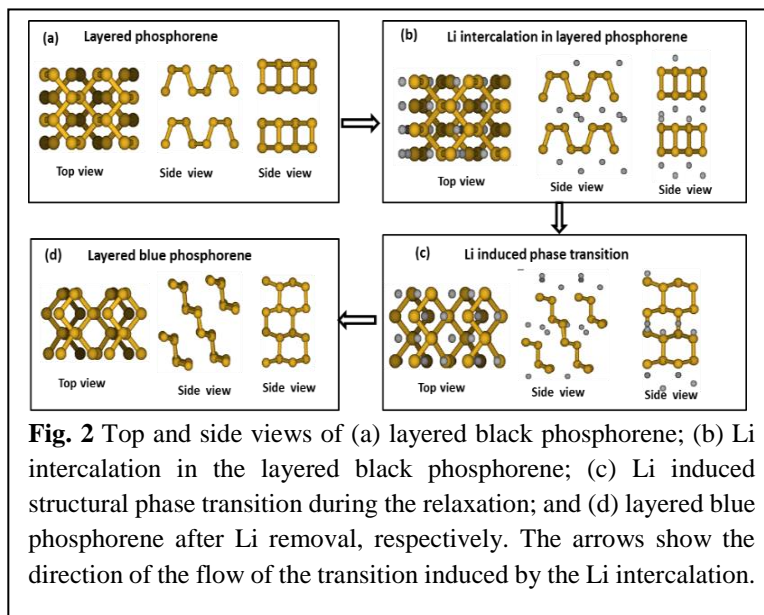 (a) Layered phosphorene
Top view
Side view
Side view
(b) Li intercalation in layered phosphorene
Top view
Side view
Side view
(d) Layered blue phosphorene
Top view
Side view
Side view
(c) Li induced phase transition
Top view
Side view
Side view
Fig. 2 Top and side views of (a) layered black phosphorene; (b) Li
intercalation in the layered black phosphorene; (c) Li induced
structural phase transition during the relaxation; and (d) layered blue
phosphorene after Li removal, respectively. The arrows show the
direction of the flow of the transition induced by the Li intercalation.